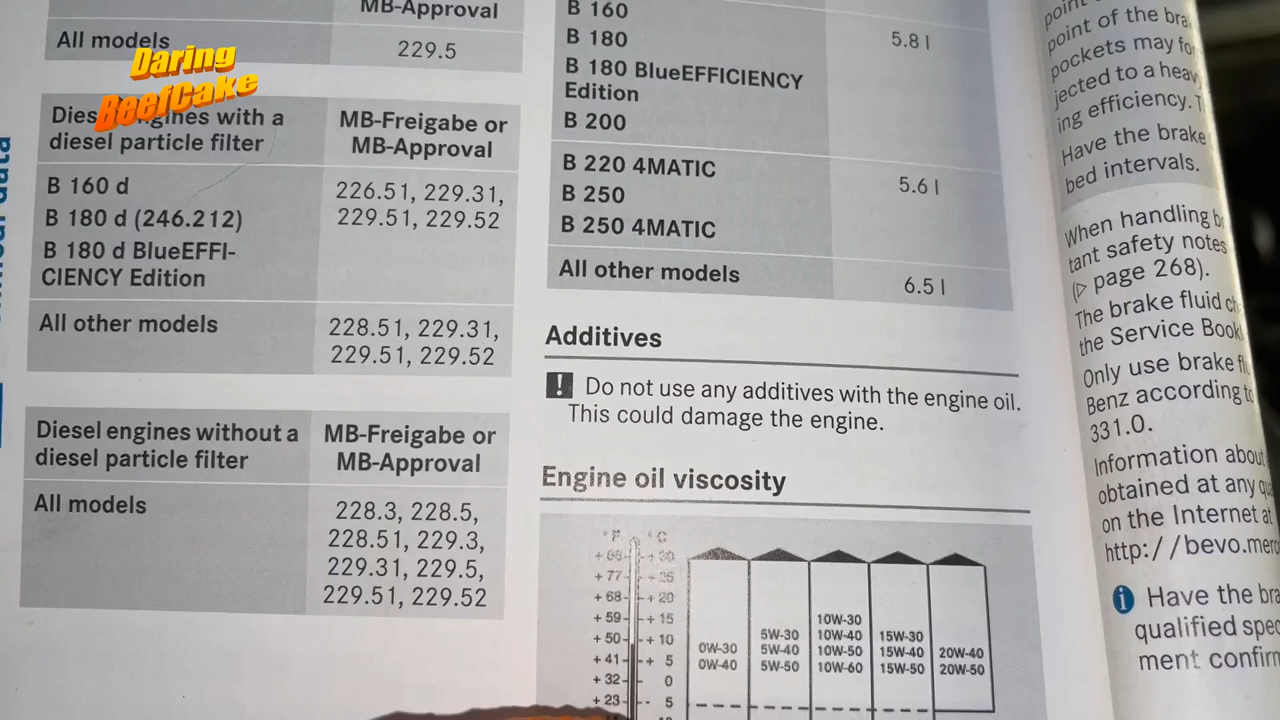 MB-Approval
All models
229.5
Daring
BeefCake
engines with a
diesel particle filter
MB-Freigabe or
MB-Approval
B 160 d
B 180 d (246.212)
B 180 d BlueEFFI-
CIENCY Edition
226.51, 229.31,
229.51, 229.52
All other models
228.51, 229.31,
229.51, 229.52
Diesel engines without a
diesel particle filter
MB-Freigabe or
MB-Approval
All models
228.3, 228.5,
228.51, 229.3,
229.31, 229.5,
229.51, 229.52
B 160
B 180
B 180 BlueEFFICIENCY
Edition
B 200
5.8 l
B 220 4MATIC
B 250
B 250 4MATIC
5.6 l
All other models
6.5 l
Additives
! Do not use any additives with the engine oil.
This could damage the engine.
Engine oil viscosity
°F °C
+77
+68 +20
+59 +15
+50 +10
+41 + 5
+32 0
+23 - 5
0W-30
0W-40
5W-30
5W-40
5W-50
10W-30
10W-40
10W-50
10W-60
15W-30
15W-40
15W-50
20W-40
20W-50
point of the
pockets may
jected to a
ing efficiency.
Have the brake
bed intervals.
When handling
tant safety notes
(▷ page 268).
The brake fluid
the Service
Only use brake
Benz according to
331.0.
Information about
obtained at any
on the Internet at
http://bevo.merc
i Have the
qualified
ment